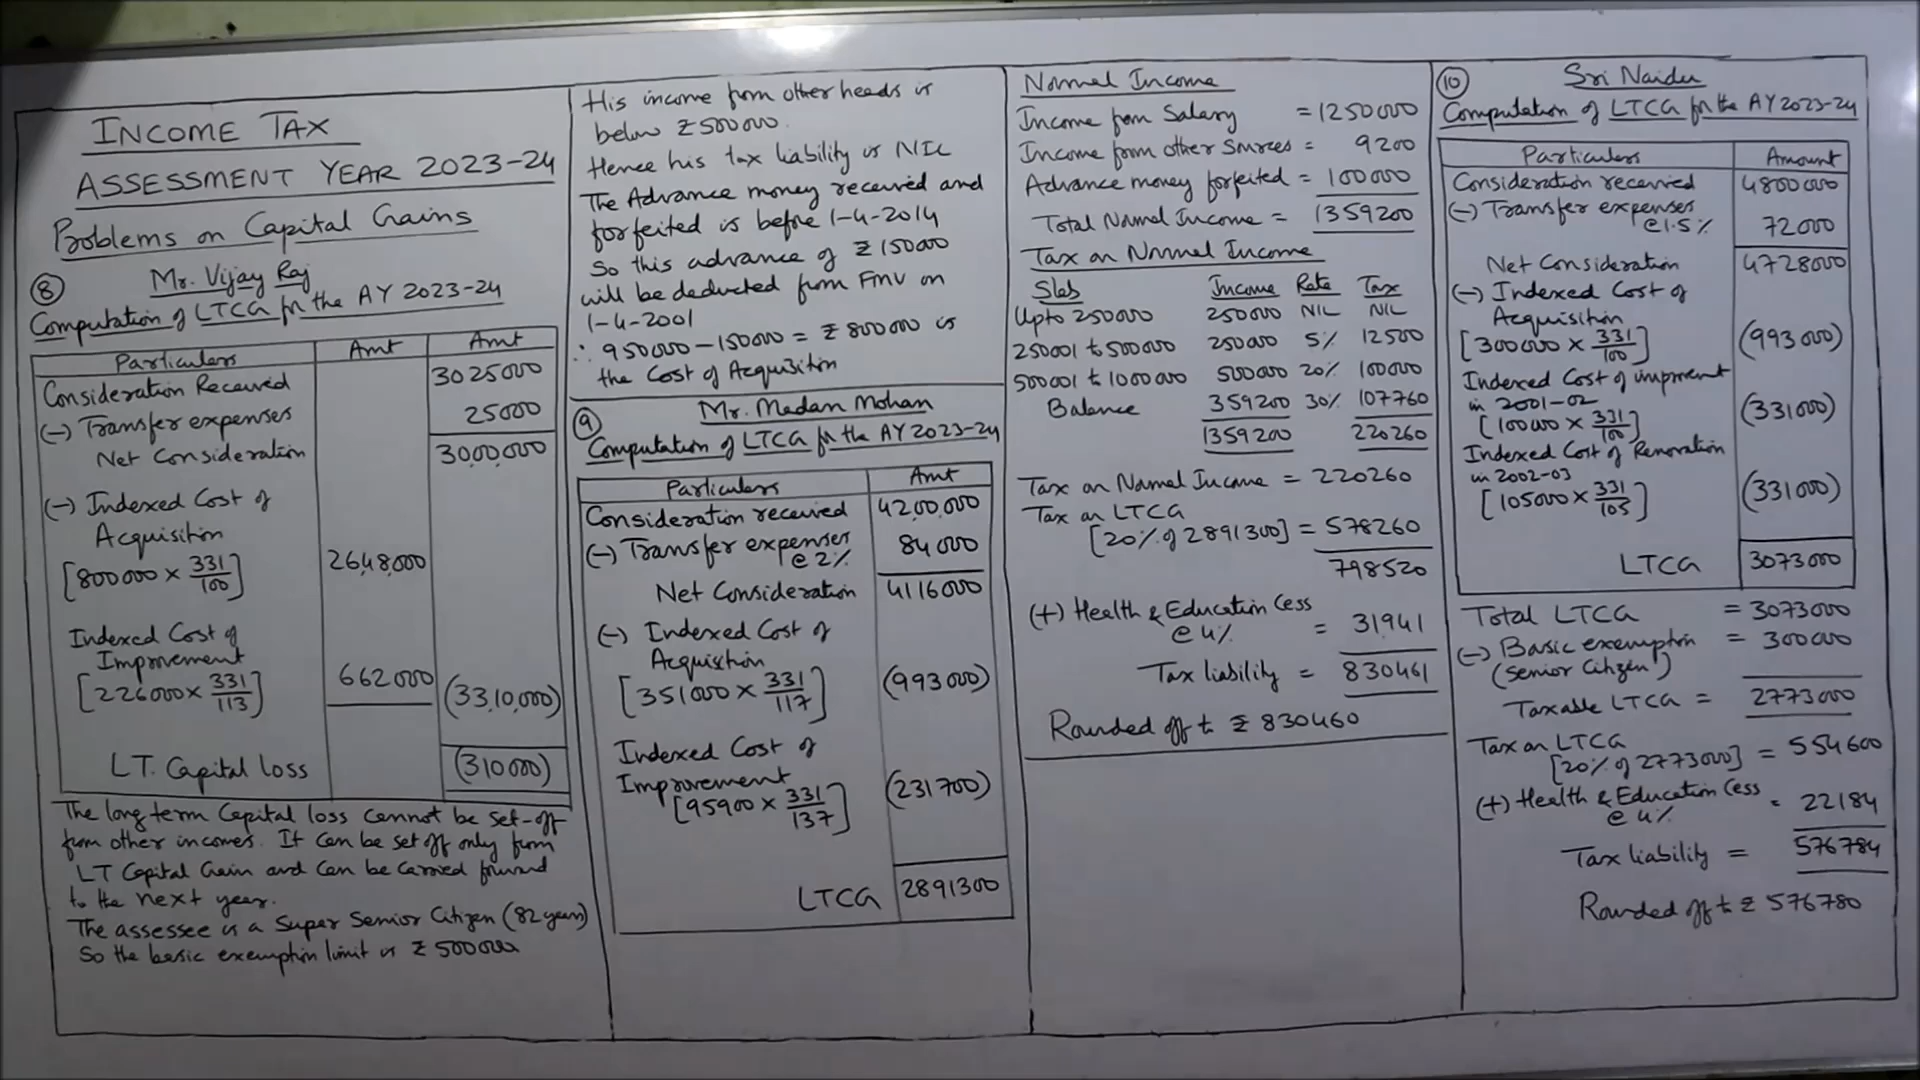 INCOME TAX
ASSESSMENT YEAR 2023-24
Problems on Capital Gains
8 Mr. Vijay Raj
Computation of LTCG for the AY 2023-24
Particulars Amt Amt
Consideration Received 3025000
(-) Transfer expenses 25000
Net Consideration 30,00,000
(-) Indexed Cost of
Acquisition
[800000 × 331/100] 26,48,000
Indexed Cost of
Improvement
[226000 × 331/113] 662000 (33,10,000)
LT. Capital loss (310000)
The long term Capital loss cannot be set-off
from other incomes. It can be set off only from
LT Capital Gain and can be carried forward
to the next year.
The assessee is a Super Senior Citizen (82 years)
So the basic exemption limit is ₹ 500000
His income from other heads is
below ₹ 500000.
Hence his tax liability is NIL
The Advance money received and
forfeited is before 1-4-2014
So this advance of ₹ 150000
will be deducted from FMV on
1-4-2001
∴ 950000 – 150000 = ₹ 800000 is
the Cost of Acquisition
9 Mr. Madan Mohan
Computation of LTCG for the AY 2023-24
Particulars Amt
Consideration received 42,00,000
(-) Transfer expenses 84000
@ 2%
Net Consideration 4116000
(-) Indexed Cost of
Acquisition
[351000 × 331/117] (993000)
Indexed Cost of
Improvement
[95900 × 331/137] (231700)
LTCG 2891300
Normal Income
Income from Salary = 1250000
Income from other Sources = 9200
Advance money forfeited = 100000
Total Normal Income = 1359200
Tax on Normal Income
Slab Income Rate Tax
Upto 250000 250000 NIL NIL
250001 to 500000 250000 5% 12500
500001 to 1000000 500000 20% 100000
Balance 359200 30% 107760
1359200 220260
Tax on Normal Income = 220260
Tax on LTCG
[20% of 2891300] = 578260
798520
(+) Health & Education Cess
@ 4% = 31941
Tax liability = 830461
Rounded off to ₹ 830460
10 Sri Naidu
Computation of LTCG for the AY 2023-24
Particulars Amount
Consideration received 4800000
(-) Transfer expenses
@ 1.5% 72000
Net Consideration 4728000
(-) Indexed Cost of
Acquisition
[300000 × 331/100] (993000)
Indexed Cost of imprment
in 2001-02
[100000 × 331/100] (331000)
Indexed Cost of Renovation
in 2002-03
[105000 × 331/105] (331000)
LTCG 3073000
Total LTCG = 3073000
(-) Basic exemption = 300000
(Senior Citizen)
Taxable LTCG = 2773000
Tax on LTCG
[20% of 2773000] = 554600
(+) Health & Education Cess
@ 4% = 22184
Tax liability = 576784
Rounded off to ₹ 576780